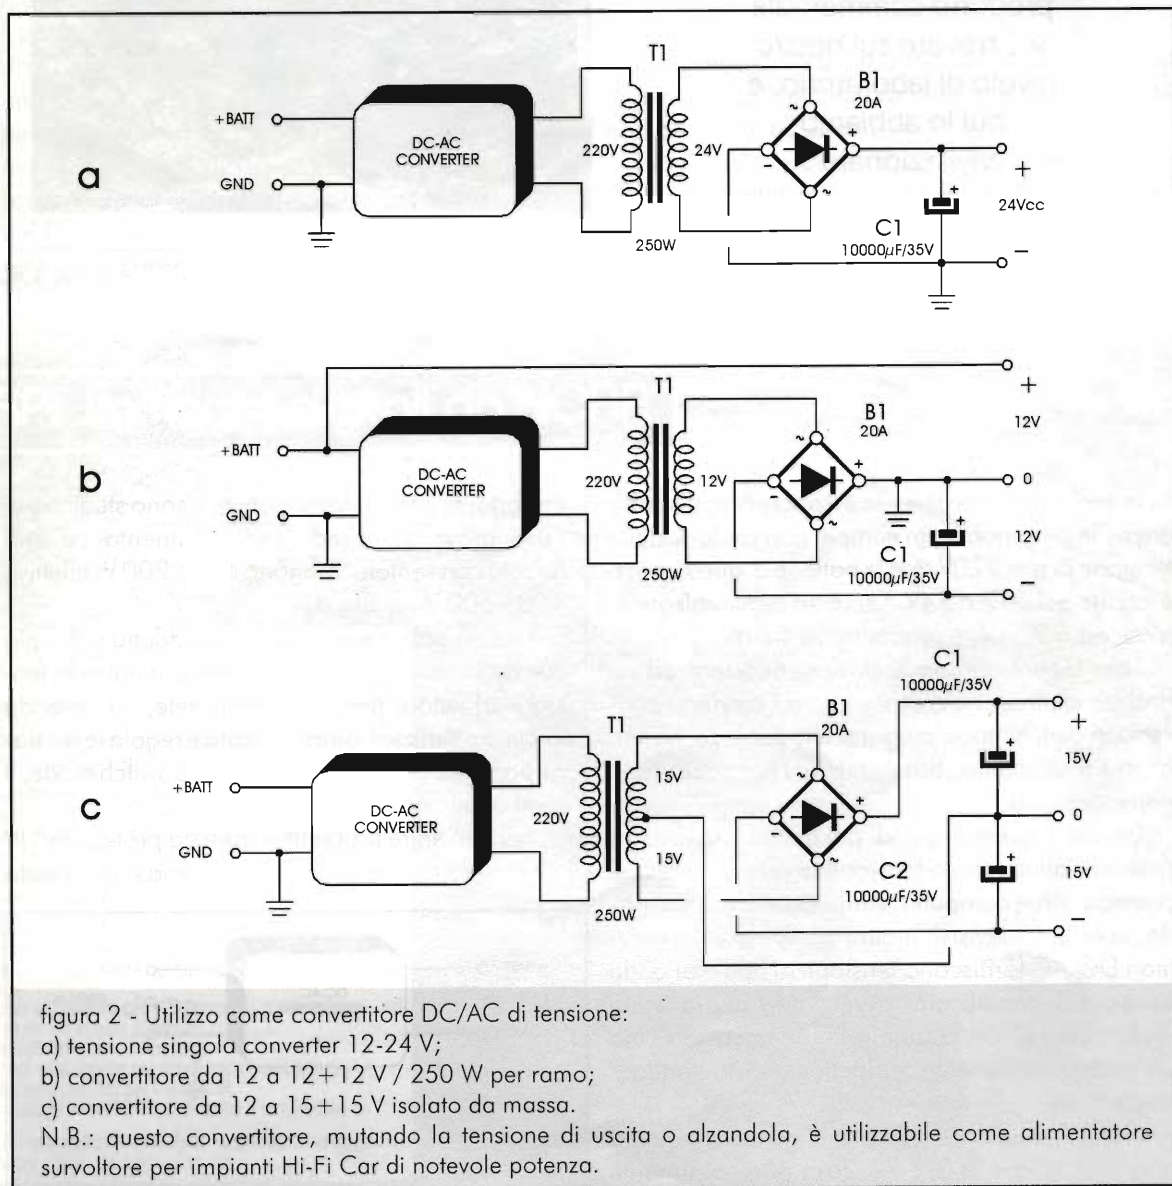 T1
B1
20A
+BATT
DC-AC
CONVERTER
220V
24V
~
+
-
~
+
a
GND
C1
+
24Vcc
10000µF/35V
250W
−
T1
B1
20A
+
12V
+BATT
DC-AC
CONVERTER
220V
12V
~
+
-
~
0
b
GND
C1
+
12V
10000µF/35V
250W
−
C1
10000µF/35V
B1
20A
T1
+
+BATT
DC-AC
CONVERTER
220V
15V
~
+
-
~
+
15V
0
c
GND
15V
C2
10000µF/35V
+
15V
250W
−
figura 2 - Utilizzo come convertitore DC/AC di tensione:
a) tensione singola converter 12-24 V;
b) convertitore da 12 a 12+12 V / 250 W per ramo;
c) convertitore da 12 a 15+15 V isolato da massa.
N.B.: questo convertitore, mutando la tensione di uscita o alzandola, è utilizzabile come alimentatore
survoltore per impianti Hi-Fi Car di notevole potenza.